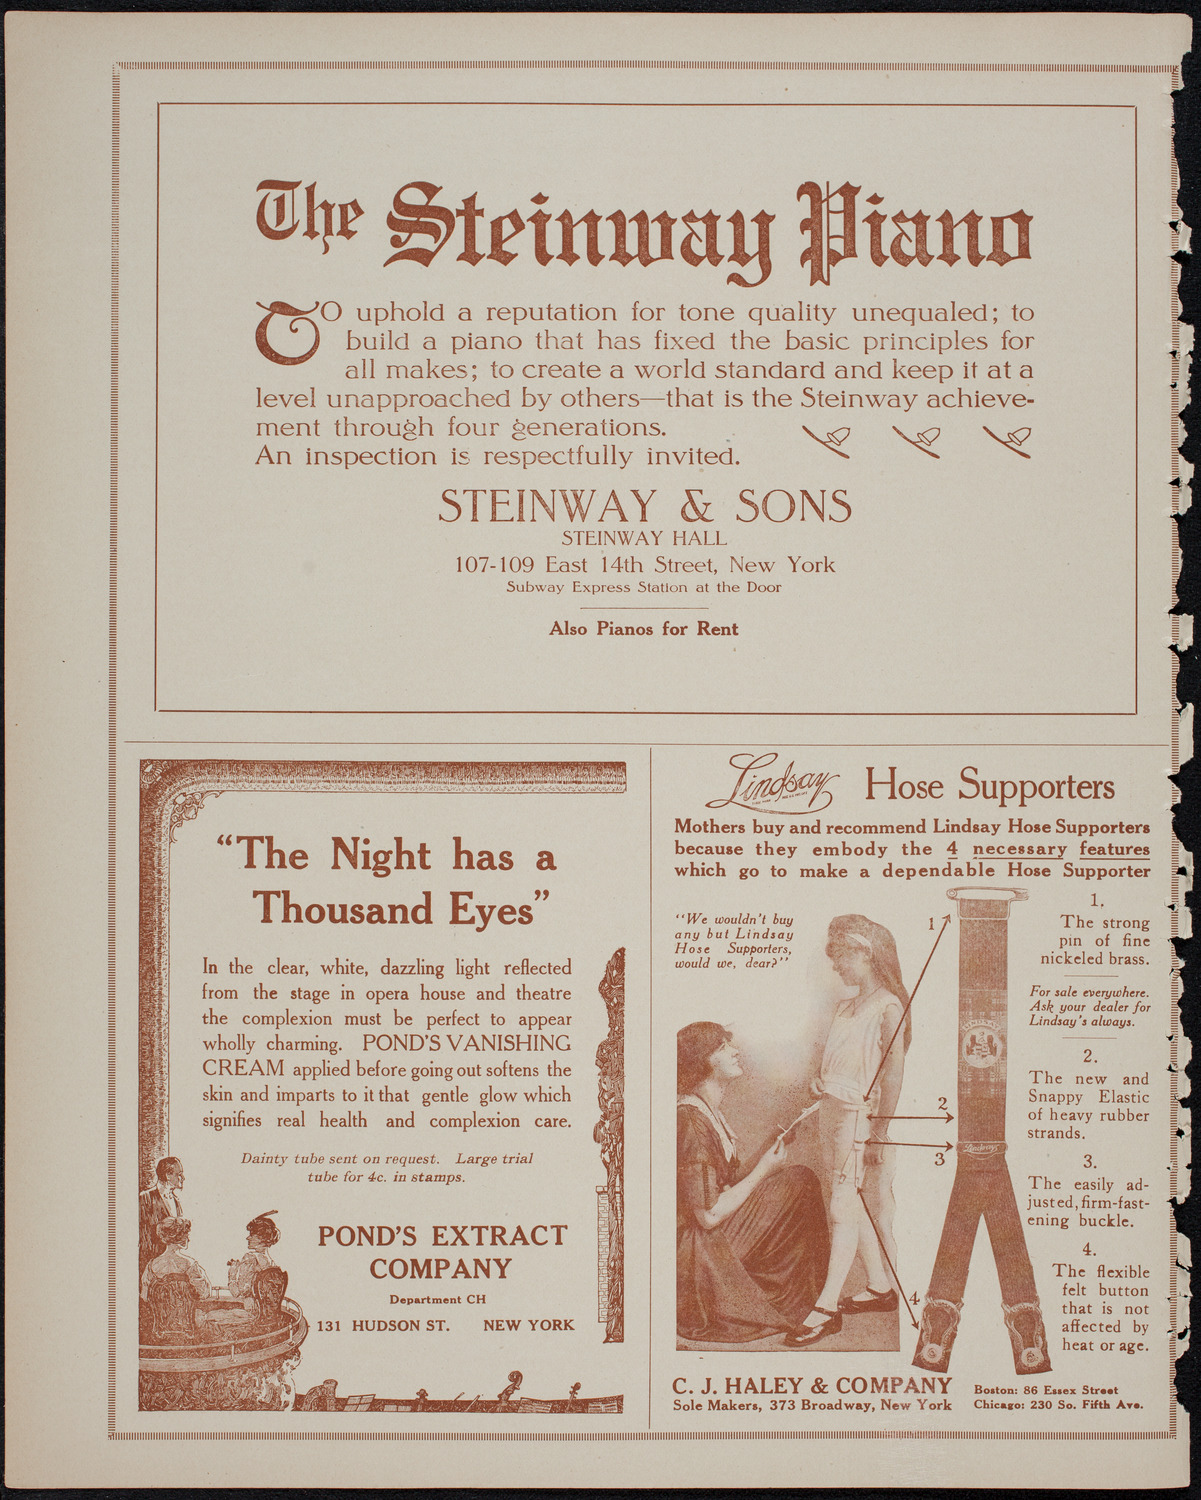 The Steinway Piano
TO uphold a reputation for tone quality unequaled; to
build a piano that has fixed the basic principles for
all makes; to create a world standard and keep it at a
level unapproached by others—that is the Steinway achieve-
ment through four generations.
An inspection is respectfully invited.
STEINWAY & SONS
STEINWAY HALL
107-109 East 14th Street, New York
Subway Express Station at the Door
Also Pianos for Rent
"The Night has a
Thousand Eyes"
In the clear, white, dazzling light reflected
from the stage in opera house and theatre
the complexion must be perfect to appear
wholly charming. POND'S VANISHING
CREAM applied before going out softens the
skin and imparts to it that gentle glow which
signifies real health and complexion care.
Dainty tube sent on request. Large trial
tube for 4c. in stamps.
POND'S EXTRACT
COMPANY
Department CH
131 HUDSON ST. NEW YORK
Lindsay Hose Supporters
Mothers buy and recommend Lindsay Hose Supporters
because they embody the 4 necessary features
which go to make a dependable Hose Supporter
"We wouldn't buy
any but Lindsay
Hose Supporters,
would we, dear?"
1
2
3
4
1.
The strong
pin of fine
nickeled brass.
For sale everywhere.
Ask your dealer for
Lindsay's always.
2.
The new and
Snappy Elastic
of heavy rubber
strands.
3.
The easily ad-
justed, firm-fast-
ening buckle.
4.
The flexible
felt button
that is not
affected by
heat or age.
C. J. HALEY & COMPANY
Sole Makers, 373 Broadway, New York
Boston: 86 Essex Street
Chicago: 230 So. Fifth Ave.